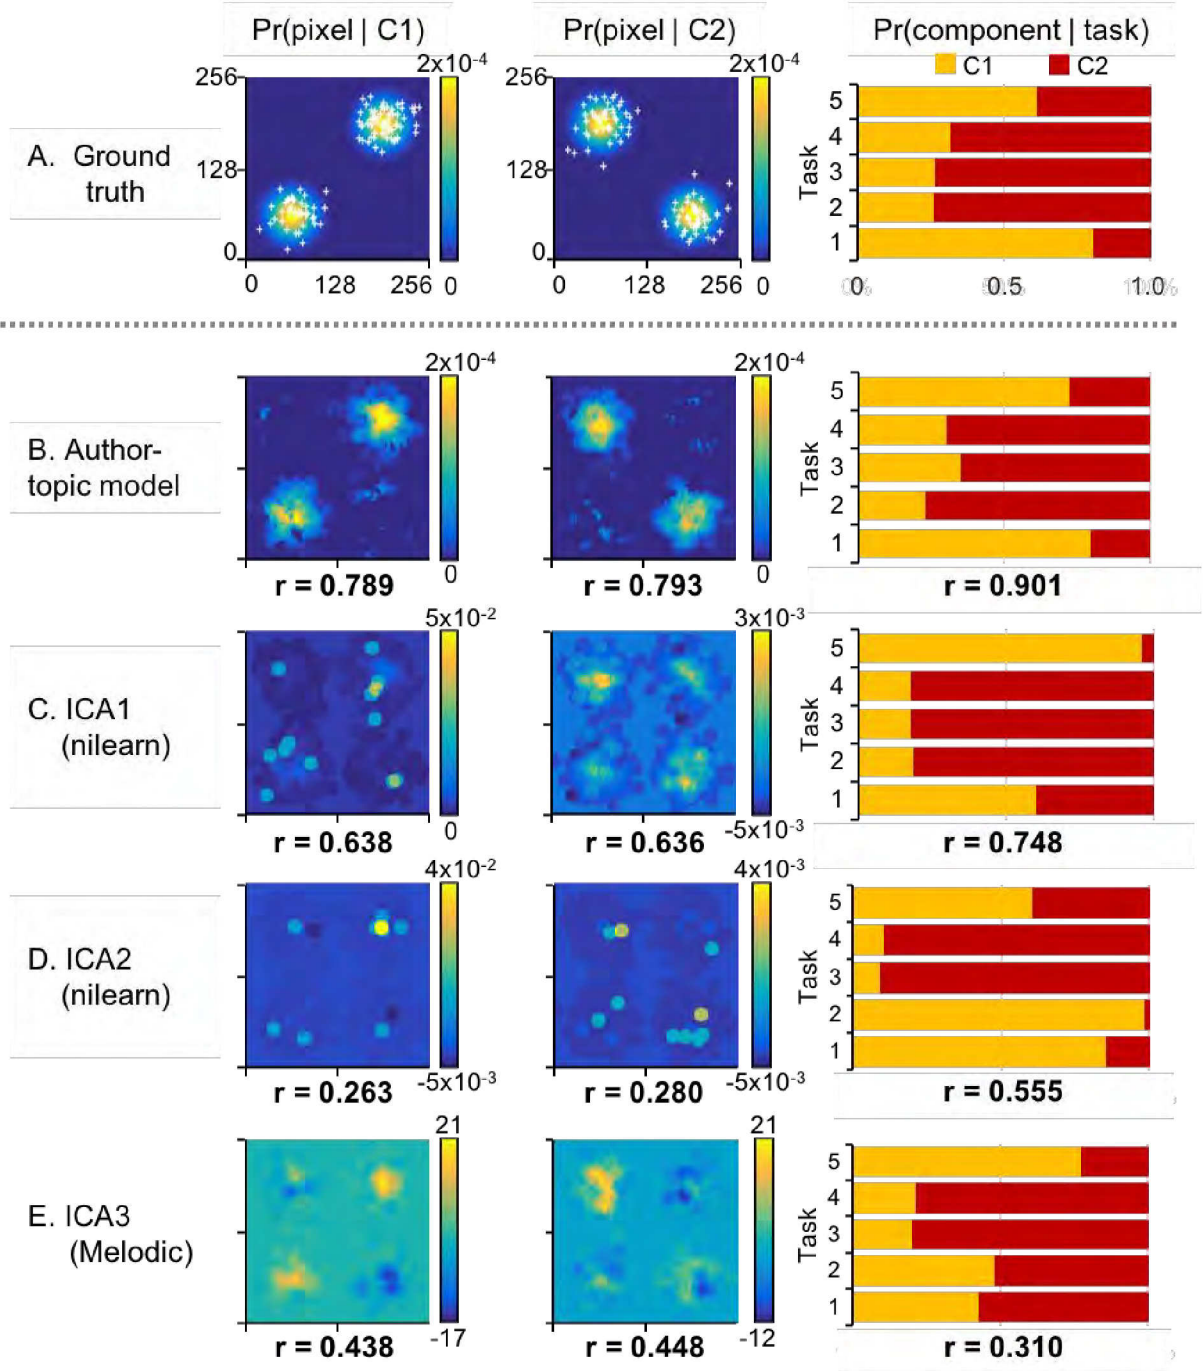 Pr(pixel | C1)
Pr(pixel | C2)
Pr(component | task)
C1
C2
256
128
0
0
128
256
2x10-4
0
256
128
0
0
128
256
2x10-4
0
A. Ground
truth
Task
5
4
3
2
1
0
0.5
1.0
B. Author-
topic model
2x10-4
0
r = 0.789
2x10-4
0
r = 0.793
Task
5
4
3
2
1
r = 0.901
C. ICA1
(nilearn)
5x10-2
0
r = 0.638
3x10-3
-5x10-3
r = 0.636
Task
5
4
3
2
1
r = 0.748
D. ICA2
(nilearn)
4x10-2
-5x10-3
r = 0.263
4x10-3
-5x10-3
r = 0.280
Task
5
4
3
2
1
r = 0.555
E. ICA3
(Melodic)
21
-17
r = 0.438
21
-12
r = 0.448
Task
5
4
3
2
1
r = 0.310